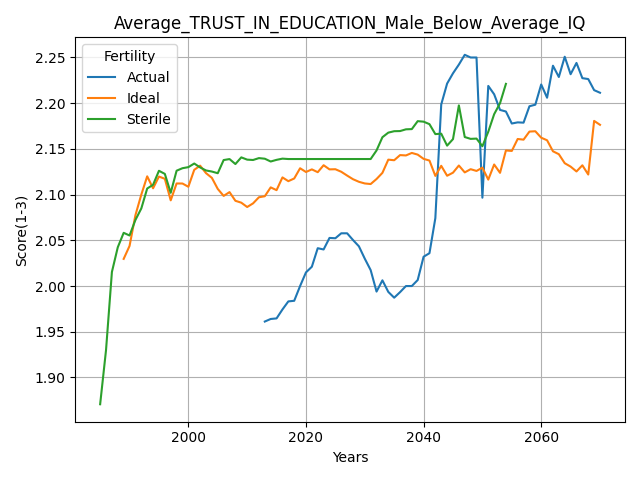 Average_TRUST_IN_EDUCATION_Male_Below_Average_IQ
Fertility
Actual
Ideal
Sterile
Score(1-3)
2.25
2.20
2.15
2.10
2.05
2.00
1.95
1.90
2000 2020 2040 2060
Years